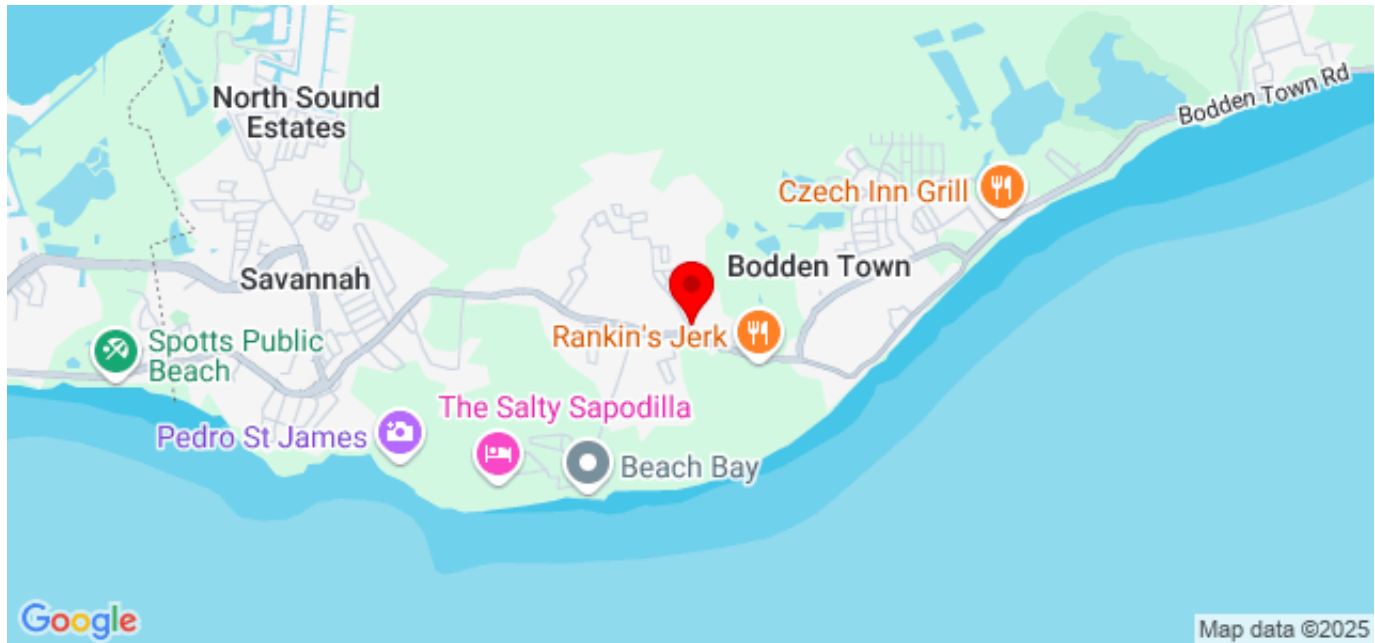 Bodden Town Rd
North Sound
Estates
Czech Inn Grill
Savannah
Bodden Town
Spotts Public
Beach
Rankin's Jerk
The Salty Sapodilla
Pedro St James
Beach Bay
Google
Map data ©2025